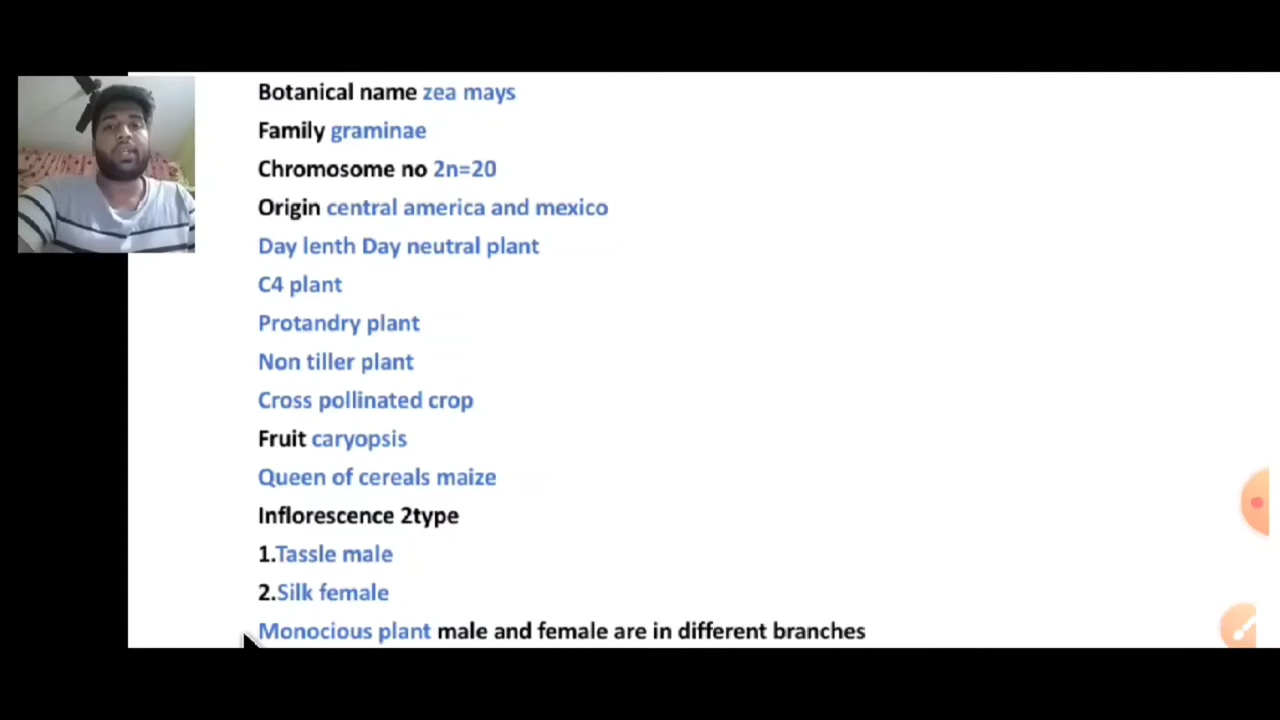 Botanical name zea mays
Family graminae
Chromosome no 2n=20
Origin central america and mexico
Day lenth Day neutral plant
C4 plant
Protandry plant
Non tiller plant
Cross pollinated crop
Fruit caryopsis
Queen of cereals maize
Inflorescence 2type
1.Tassle male
2.Silk female
Monocious plant male and female are in different branches